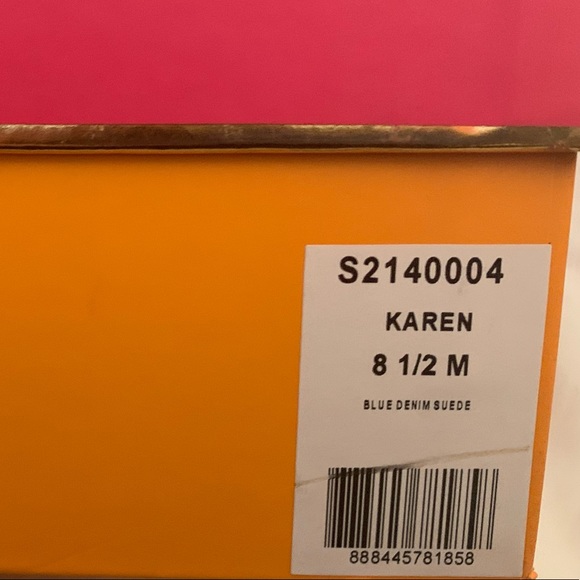 S2140004
KAREN
8 1/2 M
BLUE DENIM SUEDE
888445781858